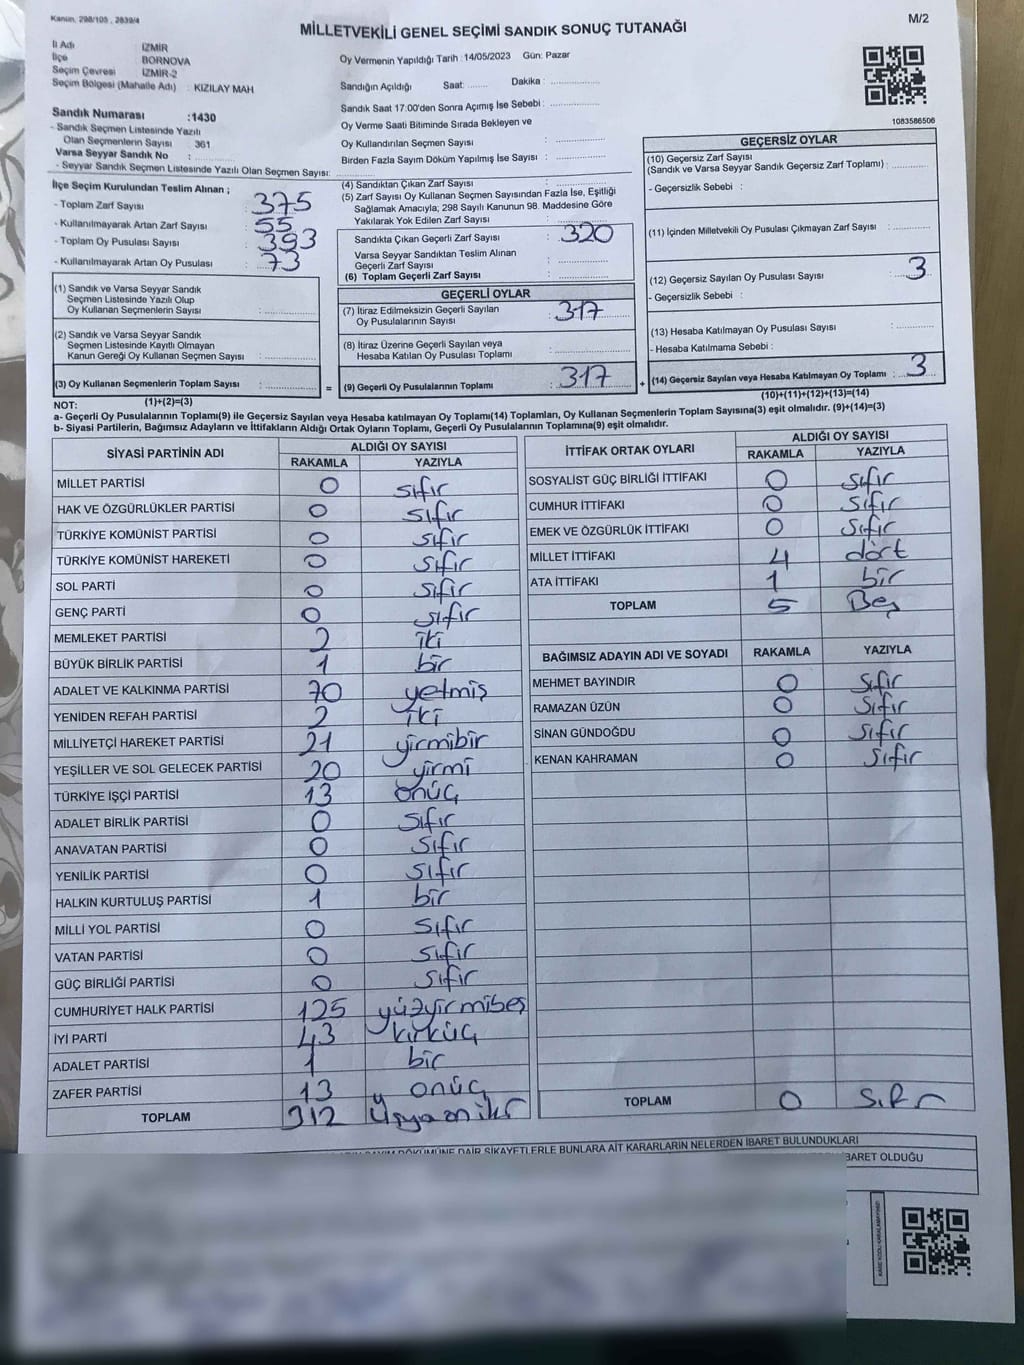 Kanun, 298/105 , 2839/4
MİLLETVEKİLİ GENEL SEÇİMİ SANDIK SONUÇ TUTANAĞI
M/2
İl Adı : İZMİR
İlçe : BORNOVA
Seçim Çevresi : İZMİR-2
Seçim Bölgesi (Mahalle Adı) : KIZILAY MAH
Sandık Numarası :1430
- Sandık Seçmen Listesinde Yazılı
Olan Seçmenlerin Sayısı : 361
Varsa Seyyar Sandık No :
- Seyyar Sandık Seçmen Listesinde Yazılı Olan Seçmen Sayısı:
Oy Vermenin Yapıldığı Tarih : 14/05/2023 Gün: Pazar
Sandığın Açıldığı Saat: Dakika :
Sandık Saat 17:00'den Sonra Açımış İse Sebebi :
Oy Verme Saati Bitiminde Sırada Bekleyen ve
Oy Kullandırılan Seçmen Sayısı :
Birden Fazla Sayım Döküm Yapılmış İse Sayısı :
1083586506
İlçe Seçim Kurulundan Teslim Alınan ;
- Toplam Zarf Sayısı : 375
- Kullanılmayarak Artan Zarf Sayısı : 55
- Toplam Oy Pusulası Sayısı : 393
- Kullanılmayarak Artan Oy Pusulası : 73
(1) Sandık ve Varsa Seyyar Sandık
Seçmen Listesinde Yazılı Olup
Oy Kullanan Seçmenlerin Sayısı :
(2) Sandık ve Varsa Seyyar Sandık
Seçmen Listesinde Kayıtlı Olmayan
Kanun Gereği Oy Kullanan Seçmen Sayısı :
(3) Oy Kullanan Seçmenlerin Toplam Sayısı : =
(1)+(2)=(3)
(4) Sandıktan Çıkan Zarf Sayısı :
(5) Zarf Sayısı Oy Kullanan Seçmen Sayısından Fazla İse, Eşitliği
Sağlamak Amacıyla; 298 Sayılı Kanunun 98. Maddesine Göre
Yakılarak Yok Edilen Zarf Sayısı :
Sandıkta Çıkan Geçerli Zarf Sayısı : 320
Varsa Seyyar Sandıktan Teslim Alınan
Geçerli Zarf Sayısı :
(6) Toplam Geçerli Zarf Sayısı :
GEÇERLİ OYLAR
(7) İtiraz Edilmeksizin Geçerli Sayılan
Oy Pusulalarının Sayısı : 317
(8) İtiraz Üzerine Geçerli Sayılan veya
Hesaba Katılan Oy Pusulası Toplamı :
(9) Geçerli Oy Pusulalarının Toplamı : 317 +
GEÇERSİZ OYLAR
(10) Geçersiz Zarf Sayısı
(Sandık ve Varsa Seyyar Sandık Geçersiz Zarf Toplamı) :
- Geçersizlik Sebebi :
(11) İçinden Milletvekili Oy Pusulası Çıkmayan Zarf Sayısı :
(12) Geçersiz Sayılan Oy Pusulası Sayısı : 3
- Geçersizlik Sebebi :
(13) Hesaba Katılmayan Oy Pusulası Sayısı :
- Hesaba Katılmama Sebebi :
(14) Geçersiz Sayılan veya Hesaba Katılmayan Oy Toplamı : 3
(10)+(11)+(12)+(13)=(14)
NOT:
a- Geçerli Oy Pusulalarının Toplamı(9) ile Geçersiz Sayılan veya Hesaba katılmayan Oy Toplamı(14) Toplamları, Oy Kullanan Seçmenlerin Toplam Sayısına(3) eşit olmalıdır. (9)+(14)=(3)
b- Siyasi Partilerin, Bağımsız Adayların ve İttifakların Aldığı Ortak Oyların Toplamı, Geçerli Oy Pusulalarının Toplamına(9) eşit olmalıdır.
SİYASİ PARTİNİN ADI ALDIĞI OY SAYISI
RAKAMLA YAZIYLA
MİLLET PARTİSİ 0 sıfır
HAK VE ÖZGÜRLÜKLER PARTİSİ 0 sıfır
TÜRKİYE KOMÜNİST PARTİSİ 0 sıfır
TÜRKİYE KOMÜNİST HAREKETİ 0 sıfır
SOL PARTİ 0 sıfır
GENÇ PARTİ 0 sıfır
MEMLEKET PARTİSİ 2 iki
BÜYÜK BİRLİK PARTİSİ 1 bir
ADALET VE KALKINMA PARTİSİ 70 yetmiş
YENİDEN REFAH PARTİSİ 2 iki
MİLLİYETÇİ HAREKET PARTİSİ 21 yirmibir
YEŞİLLER VE SOL GELECEK PARTİSİ 20 yirmi
TÜRKİYE İŞÇİ PARTİSİ 13 onüç
ADALET BİRLİK PARTİSİ 0 sıfır
ANAVATAN PARTİSİ 0 sıfır
YENİLİK PARTİSİ 0 sıfır
HALKIN KURTULUŞ PARTİSİ 1 bir
MİLLİ YOL PARTİSİ 0 sıfır
VATAN PARTİSİ 0 sıfır
GÜÇ BİRLİĞİ PARTİSİ 0 sıfır
CUMHURİYET HALK PARTİSİ 125 yüzyirmibeş
İYİ PARTİ 43 kırküç
ADALET PARTİSİ 1 bir
ZAFER PARTİSİ 13 onüç
TOPLAM 312
İTTİFAK ORTAK OYLARI ALDIĞI OY SAYISI
RAKAMLA YAZIYLA
SOSYALİST GÜÇ BİRLİĞİ İTTİFAKI 0 sıfır
CUMHUR İTTİFAKI 0 sıfır
EMEK VE ÖZGÜRLÜK İTTİFAKI 0 sıfır
MİLLET İTTİFAKI 4 dört
ATA İTTİFAKI 1 bir
TOPLAM 5 Beş
BAĞIMSIZ ADAYIN ADI VE SOYADI RAKAMLA YAZIYLA
MEHMET BAYINDIR 0 sıfır
RAMAZAN ÜZÜN 0 sıfır
SİNAN GÜNDOĞDU 0 sıfır
KENAN KAHRAMAN 0 sıfır
TOPLAM 0 sıfır
DÖKÜMÜNE DAİR ŞİKAYETLERLE BUNLARA AİT KARARLARIN NELERDEN İBARET BULUNDUKLARI
İBARET OLDUĞU